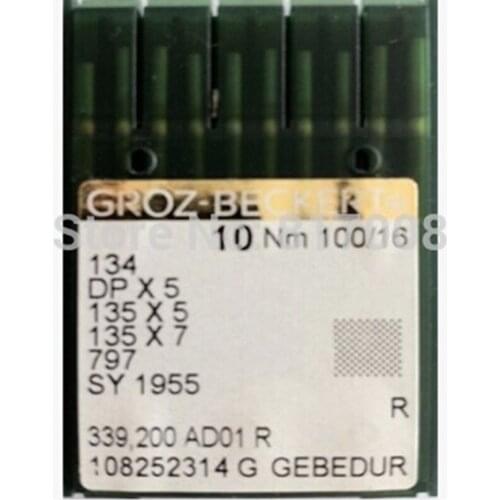 GROZ-BECKERT
10 Nm 100/16
134
DP X 5
135 X 5
135 X 7
797
SY 1955
R
339,200 AD01 R
108252314 G GEBEDUR